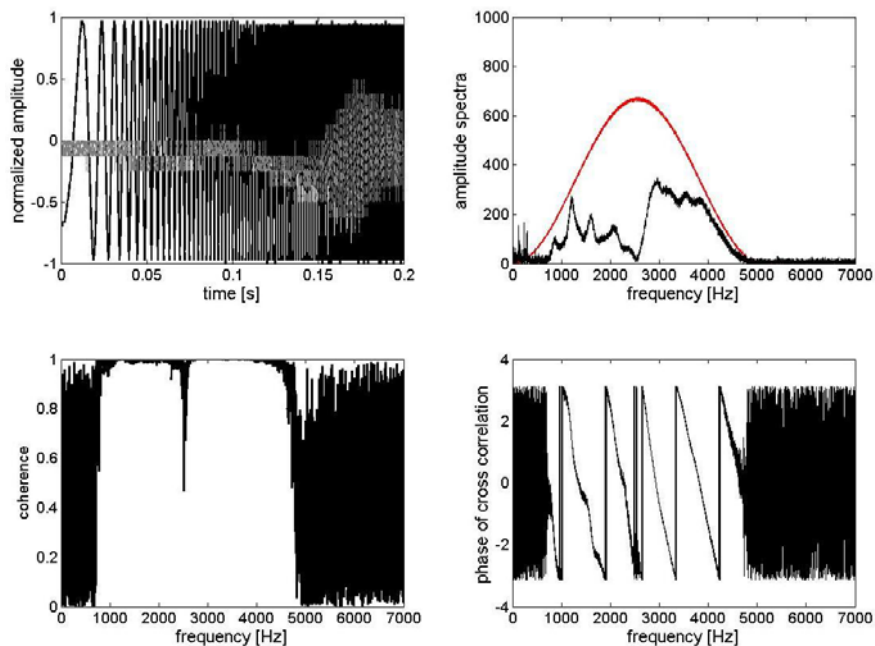 1
0.5
0
-0.5
-1
normalized amplitude
0 0.05 0.1 0.15 0.2
time [s]
1000
800
600
400
200
0
amplitude spectra
0 1000 2000 3000 4000 5000 6000 7000
frequency [Hz]
1
0.8
0.6
0.4
0.2
0
coherence
0 1000 2000 3000 4000 5000 6000 7000
frequency [Hz]
4
2
0
-2
-4
phase of cross correlation
0 1000 2000 3000 4000 5000 6000 7000
frequency [Hz]